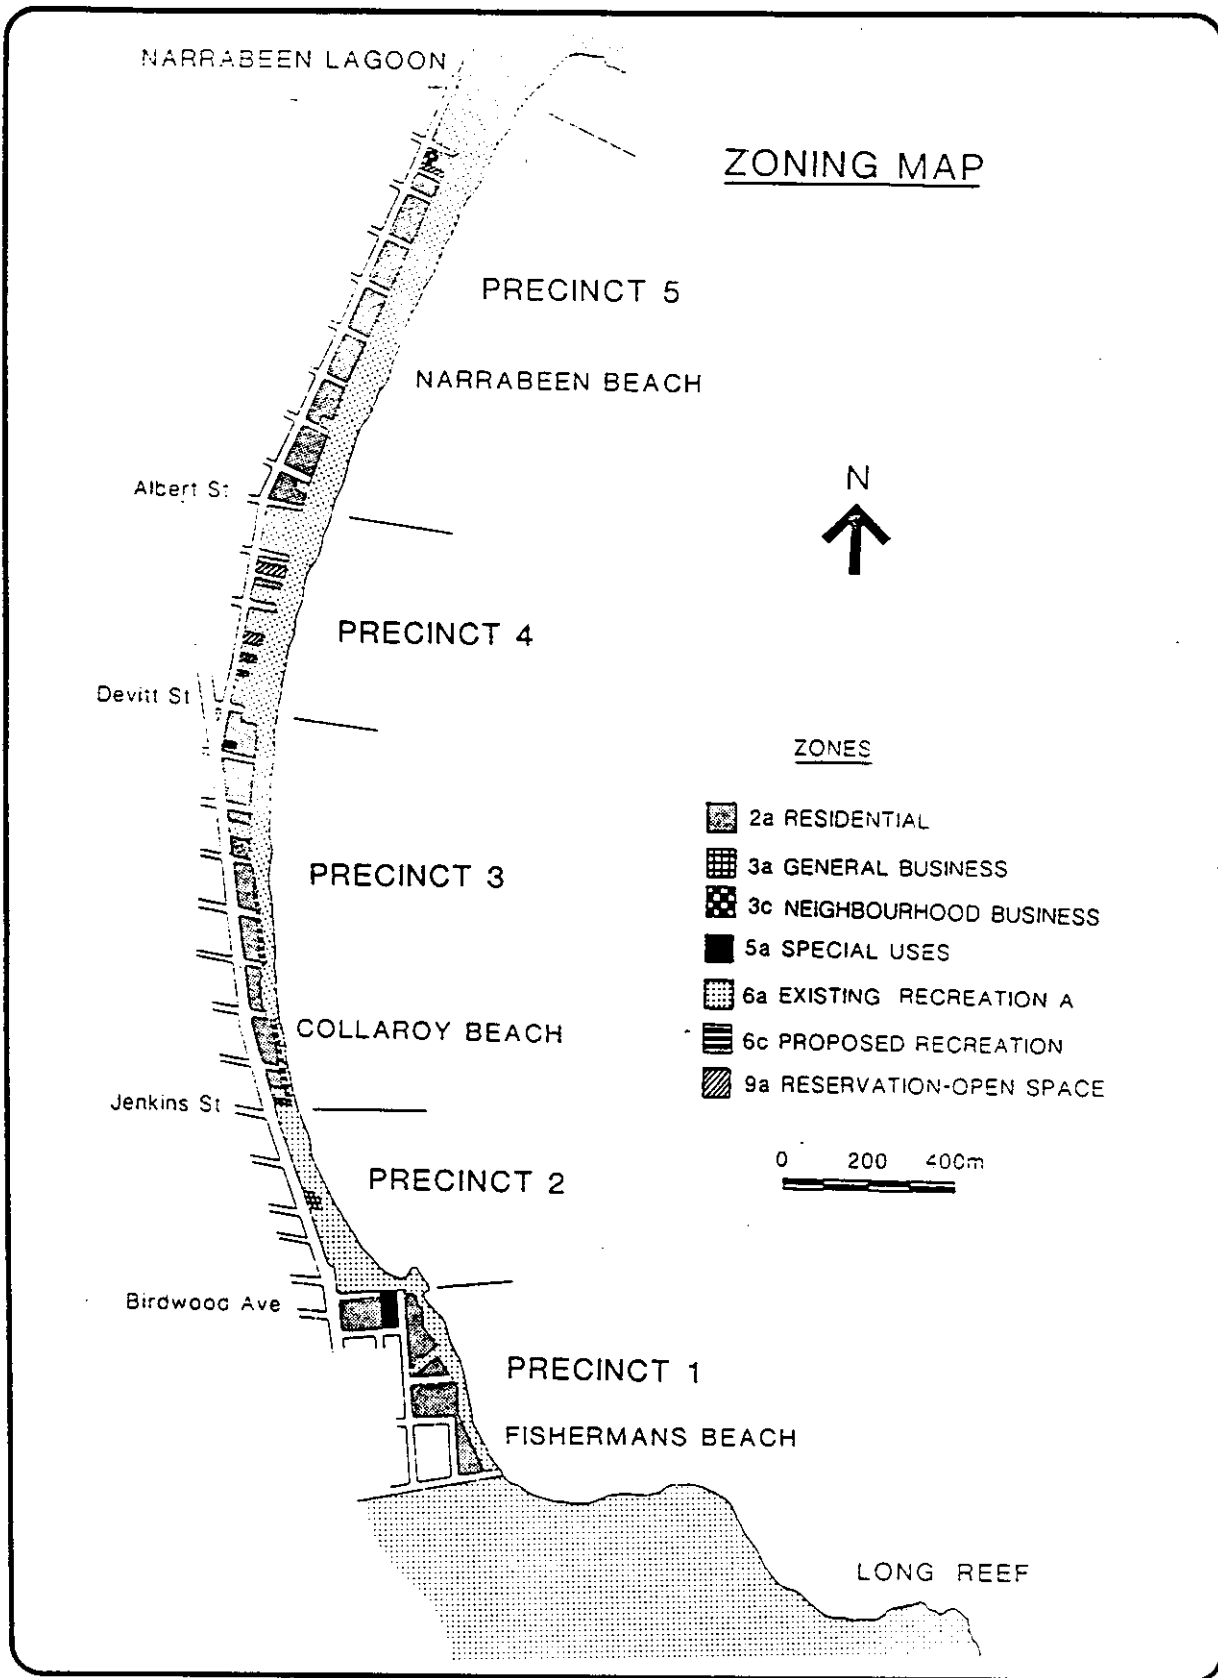 NARRABEEN LAGOON
ZONING MAP
PRECINCT 5
NARRABEEN BEACH
Albert St
N
PRECINCT 4
Devitt St
ZONES
2a RESIDENTIAL
3a GENERAL BUSINESS
PRECINCT 3
3c NEIGHBOURHOOD BUSINESS
5a SPECIAL USES
6a EXISTING RECREATION A
COLLAROY BEACH
6c PROPOSED RECREATION
9a RESERVATION-OPEN SPACE
Jenkins St
0 200 400m
PRECINCT 2
Birdwood Ave
PRECINCT 1
FISHERMANS BEACH
LONG REEF